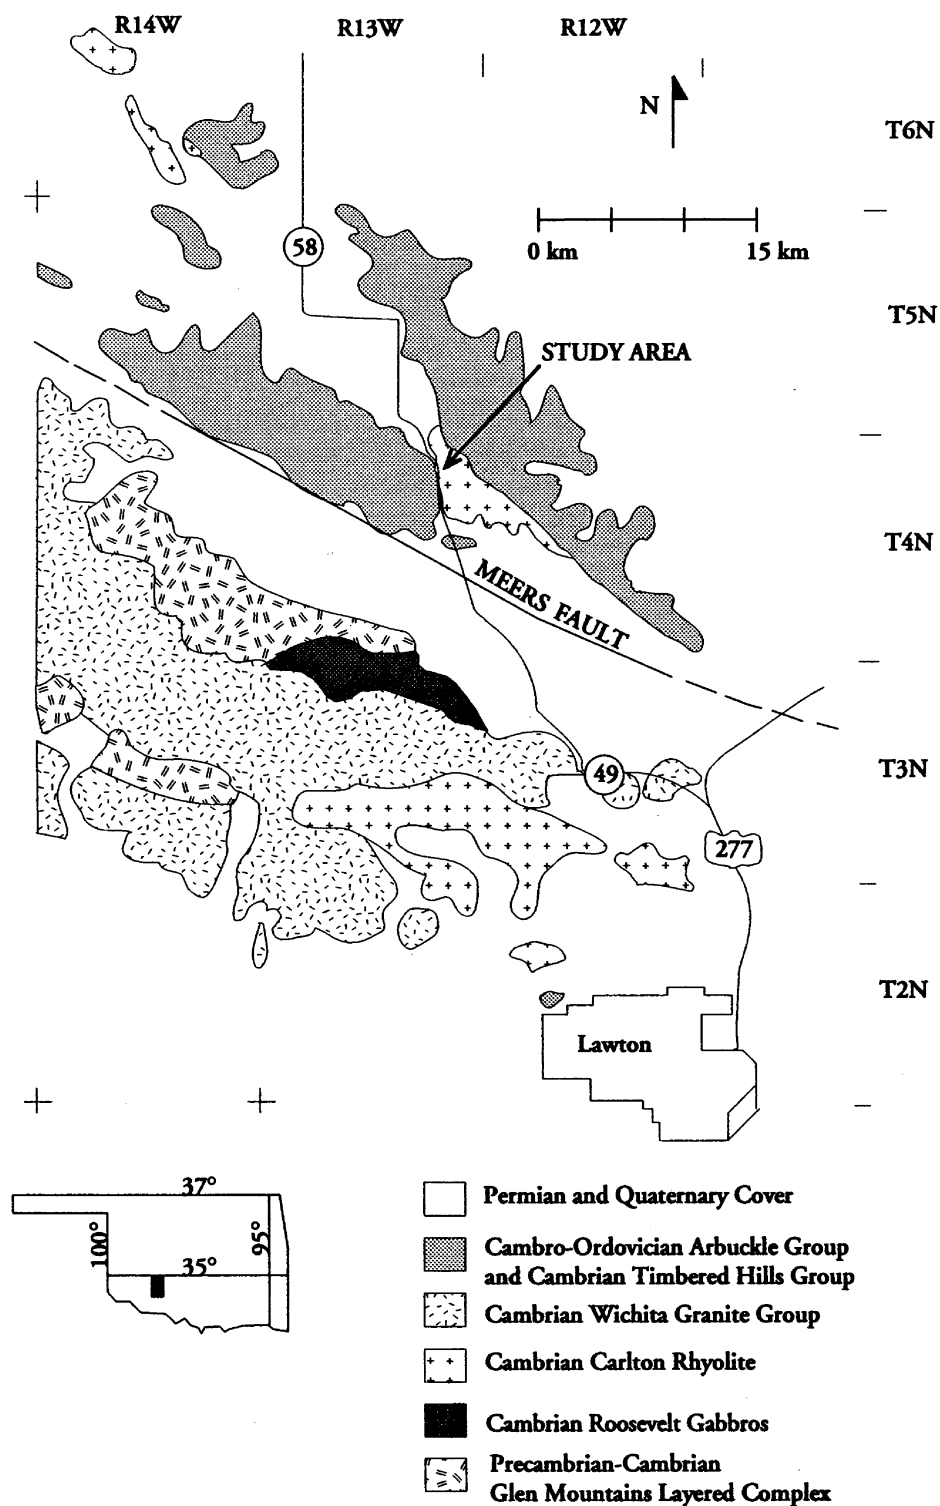 R14W
R13W
R12W
N
T6N
58
0 km
15 km
T5N
STUDY AREA
T4N
MEERS FAULT
T3N
49
277
T2N
Lawton
37°
100°
95°
35°
Permian and Quaternary Cover
Cambro-Ordovician Arbuckle Group
and Cambrian Timbered Hills Group
Cambrian Wichita Granite Group
Cambrian Carlton Rhyolite
Cambrian Roosevelt Gabbros
Precambrian-Cambrian
Glen Mountains Layered Complex